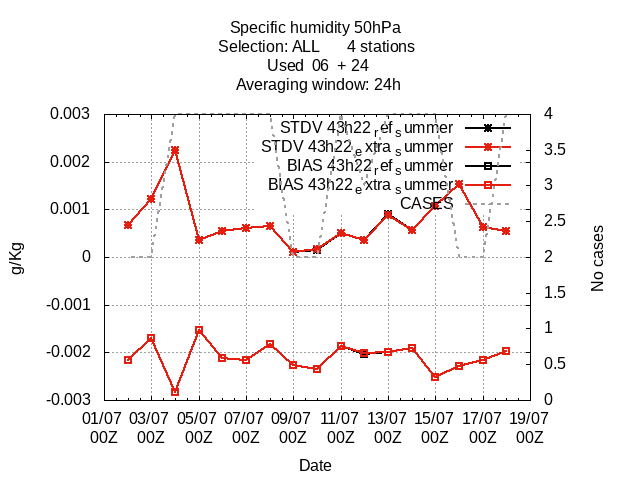 Specific humidity 50hPa
Selection: ALL 4 stations
Used 06 + 24
Averaging window: 24h
STDV 43h22_ref_summer
STDV 43h22_extra_summer
BIAS 43h22_ref_summer
BIAS 43h22_extra_summer
CASES
0.003
0.002
0.001
0
-0.001
-0.002
-0.003
g/Kg
4
3.5
3
2.5
2
1.5
1
0.5
0
No cases
01/07 03/07 05/07 07/07 09/07 11/07 13/07 15/07 17/07 19/07
00Z 00Z 00Z 00Z 00Z 00Z 00Z 00Z 00Z 00Z
Date